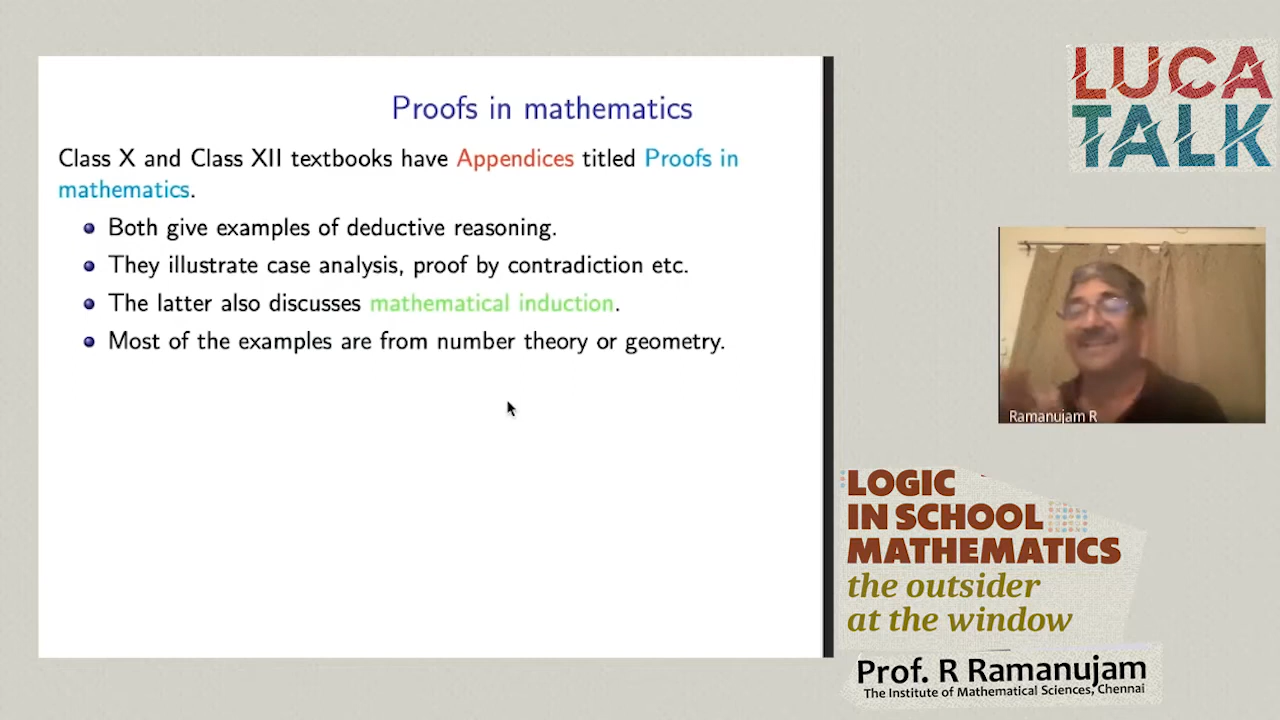 Proofs in mathematics
Class X and Class XII textbooks have Appendices titled Proofs in
mathematics.
Both give examples of deductive reasoning.
They illustrate case analysis, proof by contradiction etc.
The latter also discusses mathematical induction.
Most of the examples are from number theory or geometry.
LUCA
TALK
Ramanujam R
LOGIC
IN SCHOOL
MATHEMATICS
the outsider
at the window
Prof. R Ramanujam
The Institute of Mathematical Sciences, Chennai